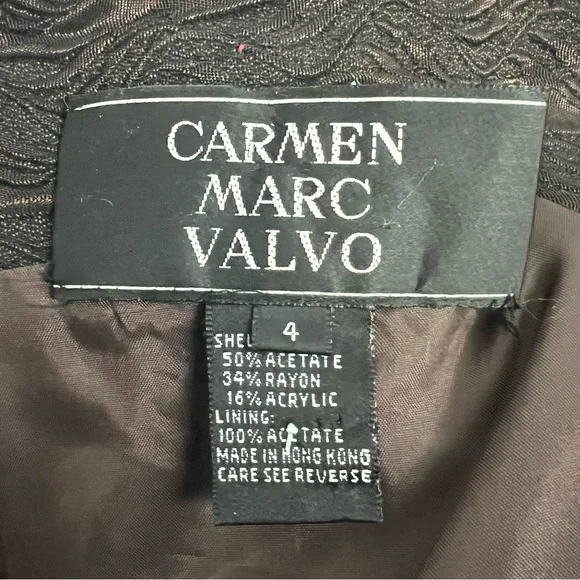 CARMEN
MARC
VALVO
4
SHEL
50% ACETATE
34% RAYON
16% ACRYLIC
LINING:
100% ACETATE
MADE IN HONG KONG
CARE SEE REVERSE